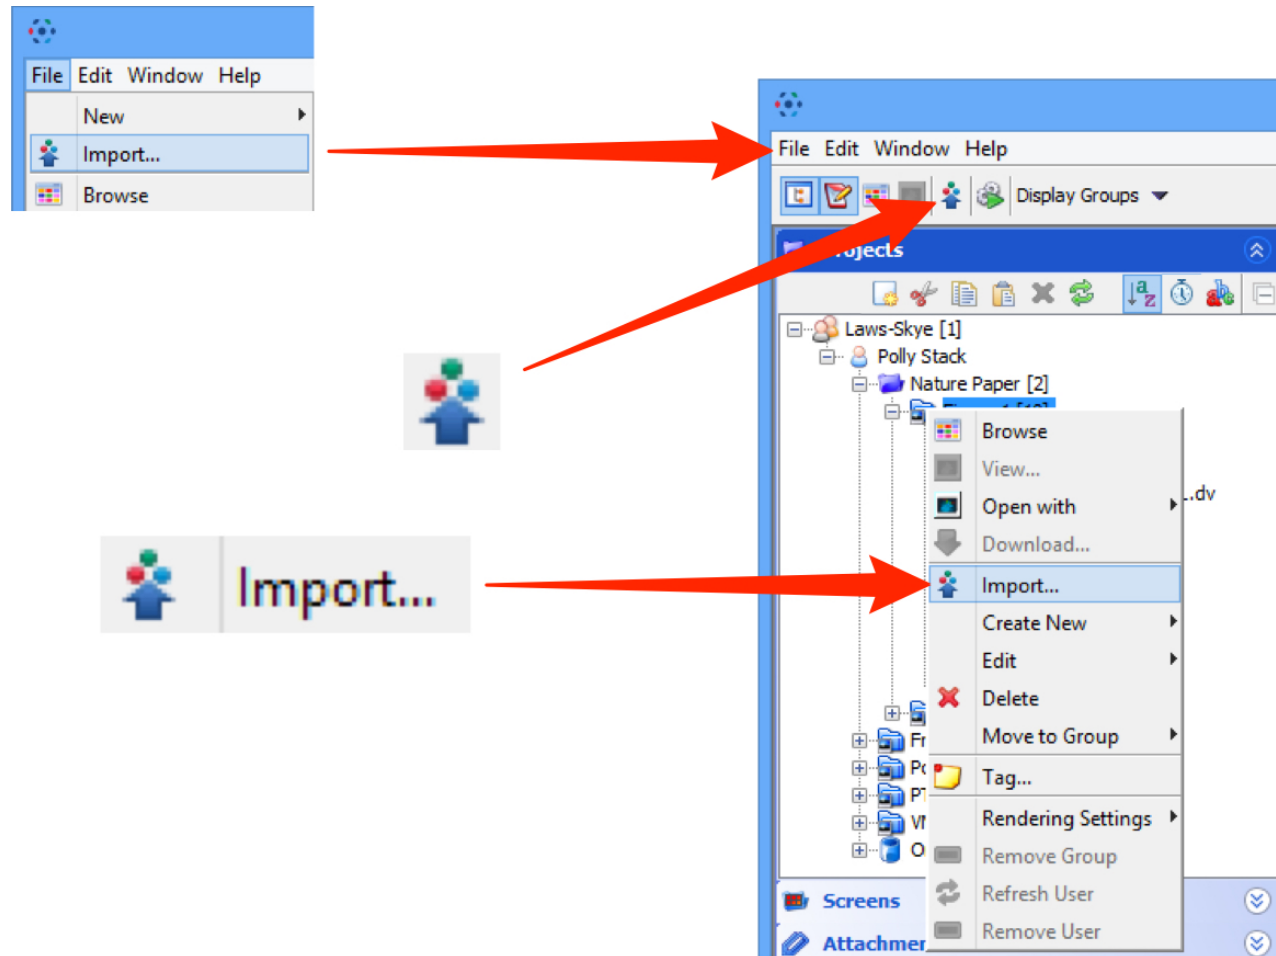 File Edit Window Help
New
Import...
Browse
File Edit Window Help
Display Groups
Projects
Laws-Skye [1]
Polly Stack
Nature Paper [2]
Browse
View...
.dv
Open with
Download...
Import...
Import...
Create New
Edit
Delete
Move to Group
Tag...
Rendering Settings
Remove Group
Refresh User
Screens
Remove User